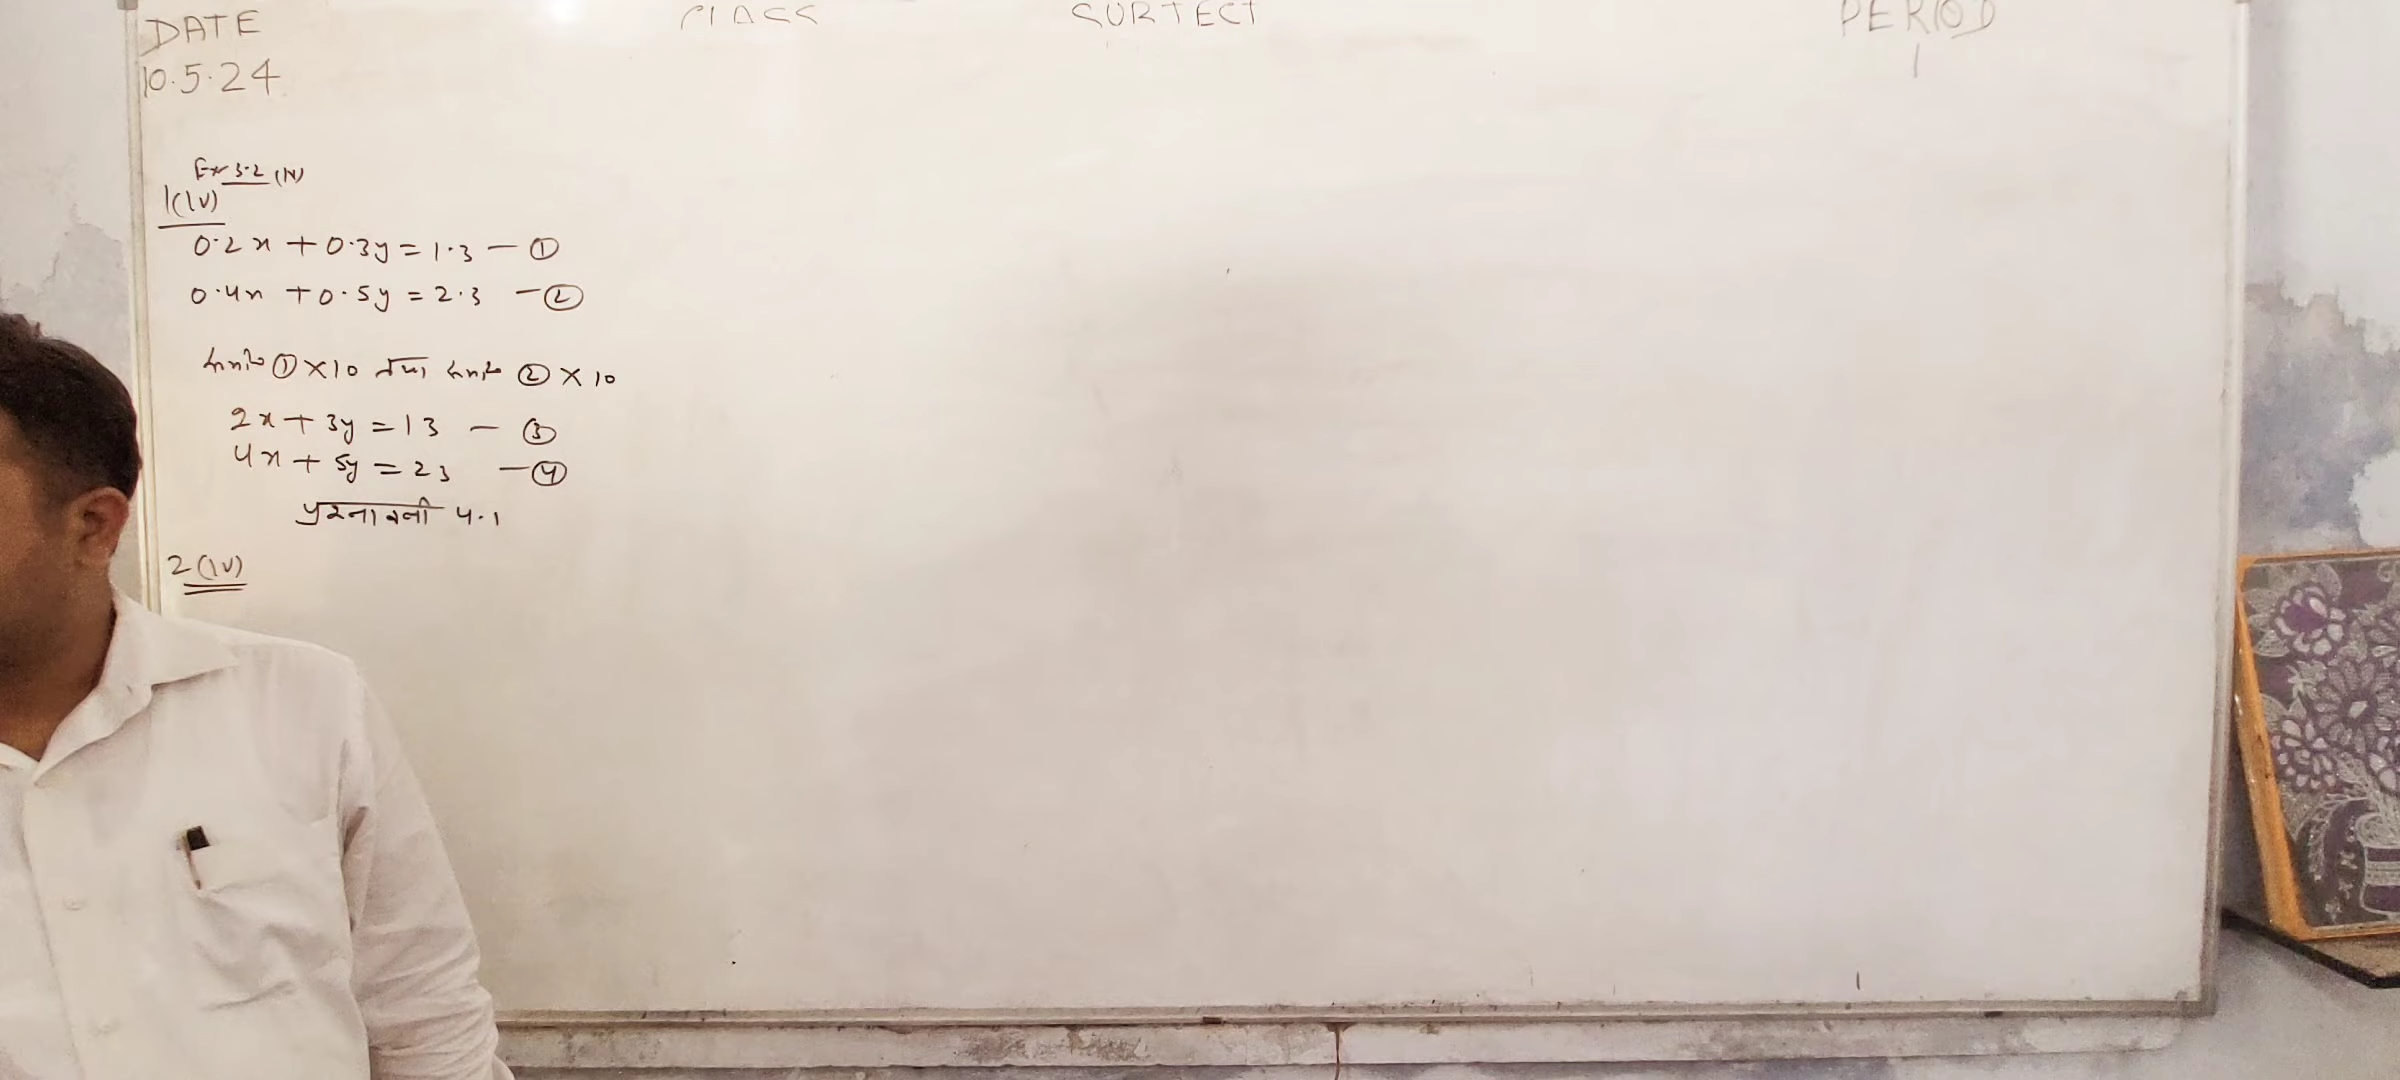 DATE CLASS SUBJECT PERIOD
10.5.24 1
Ex 3.2 (N)
1(iv)
0.2x + 0.3y = 1.3 — ①
0.4x + 0.5y = 2.3 — ②
समी० ① × 10 तथा समी० ② × 10
2x + 3y = 13 — ③
4x + 5y = 23 — ④
प्रश्नावली 4.1
2(iv)